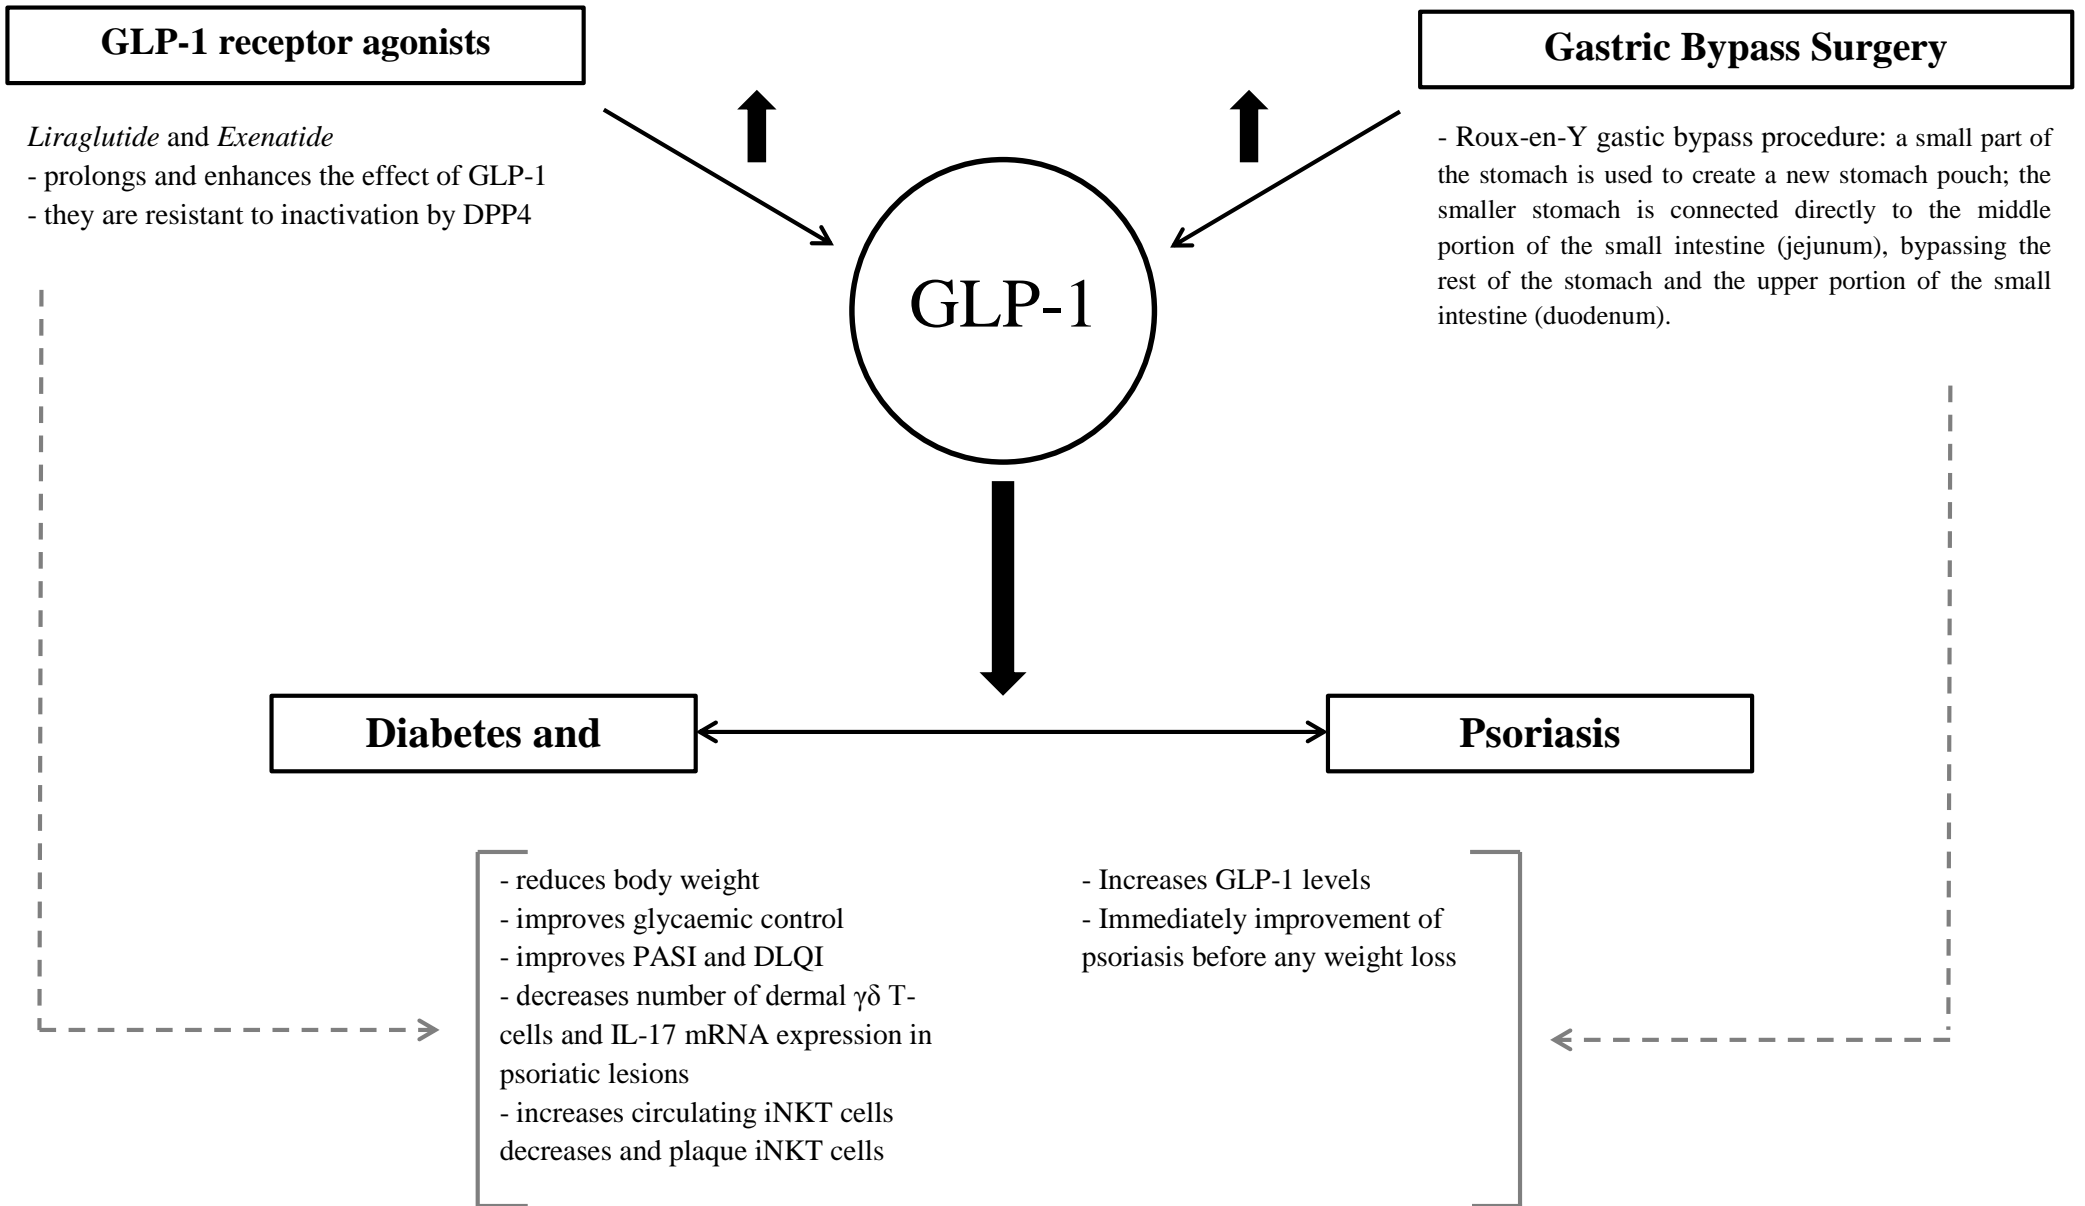 GLP-1 receptor agonists
Liraglutide and Exenatide
- prolongs and enhances the effect of GLP-1
- they are resistant to inactivation by DPP4
Gastric Bypass Surgery
- Roux-en-Y gastic bypass procedure: a small part of
the stomach is used to create a new stomach pouch; the
smaller stomach is connected directly to the middle
portion of the small intestine (jejunum), bypassing the
rest of the stomach and the upper portion of the small
intestine (duodenum).
GLP-1
Diabetes and
Psoriasis
- reduces body weight
- improves glycaemic control
- improves PASI and DLQI
- decreases number of dermal γδ T-
cells and IL-17 mRNA expression in
psoriatic lesions
- increases circulating iNKT cells
decreases and plaque iNKT cells
- Increases GLP-1 levels
- Immediately improvement of
psoriasis before any weight loss